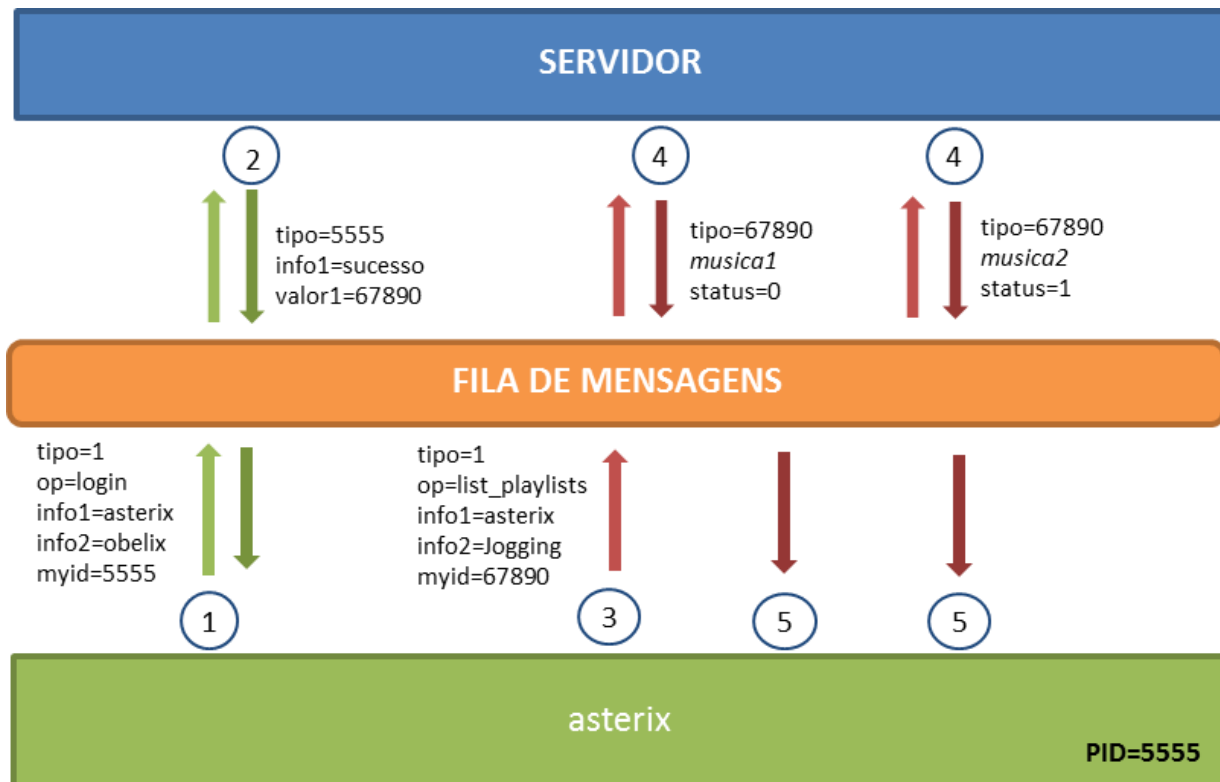 SERVIDOR
2
4
4
tipo=5555
info1=sucesso
valor1=67890
tipo=67890
musica1
status=0
tipo=67890
musica2
status=1
FILA DE MENSAGENS
tipo=1
op=login
info1=asterix
info2=obelix
myid=5555
tipo=1
op=list_playlists
info1=asterix
info2=Jogging
myid=67890
1
3
5
5
asterix
PID=5555